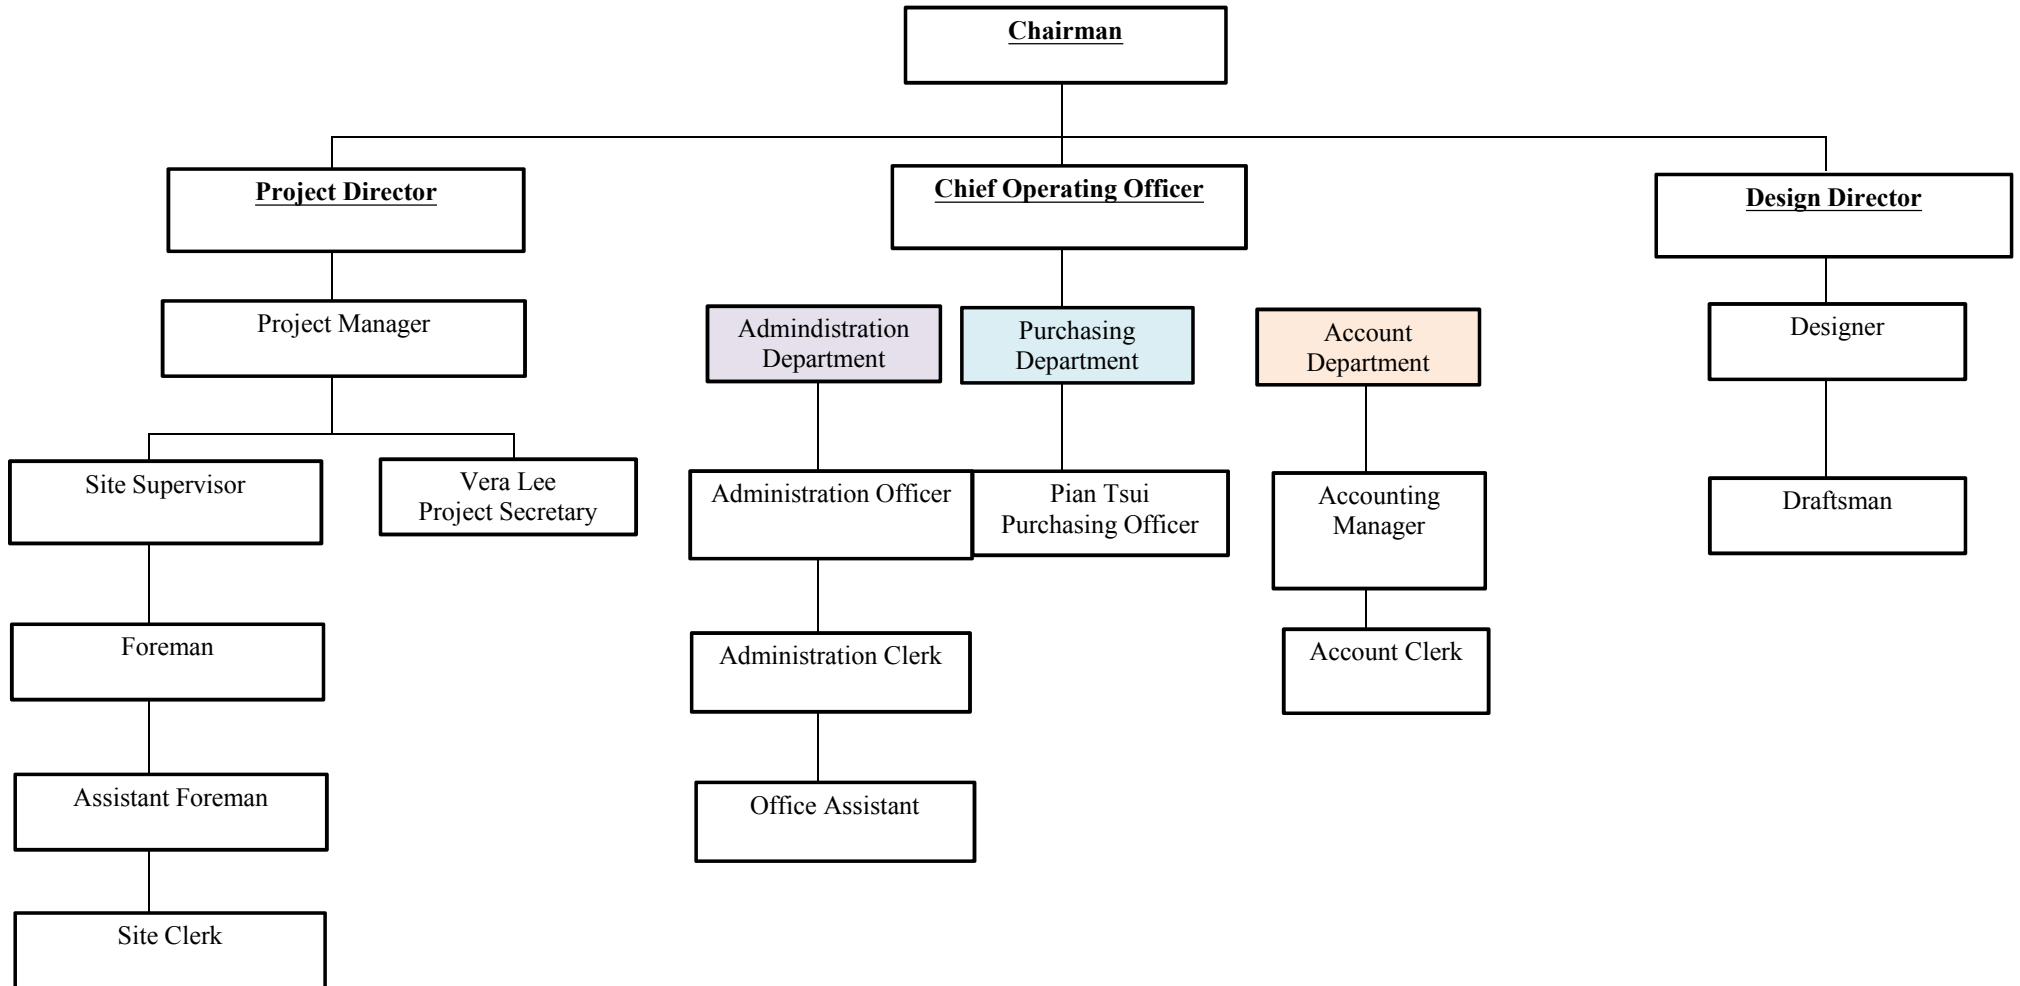 Chairman
Project Director
Chief Operating Officer
Design Director
Project Manager
Admindistration
Department
Purchasing
Department
Account
Department
Designer
Site Supervisor
Vera Lee
Project Secretary
Administration Officer
Pian Tsui
Purchasing Officer
Accounting
Manager
Draftsman
Foreman
Administration Clerk
Account Clerk
Assistant Foreman
Office Assistant
Site Clerk